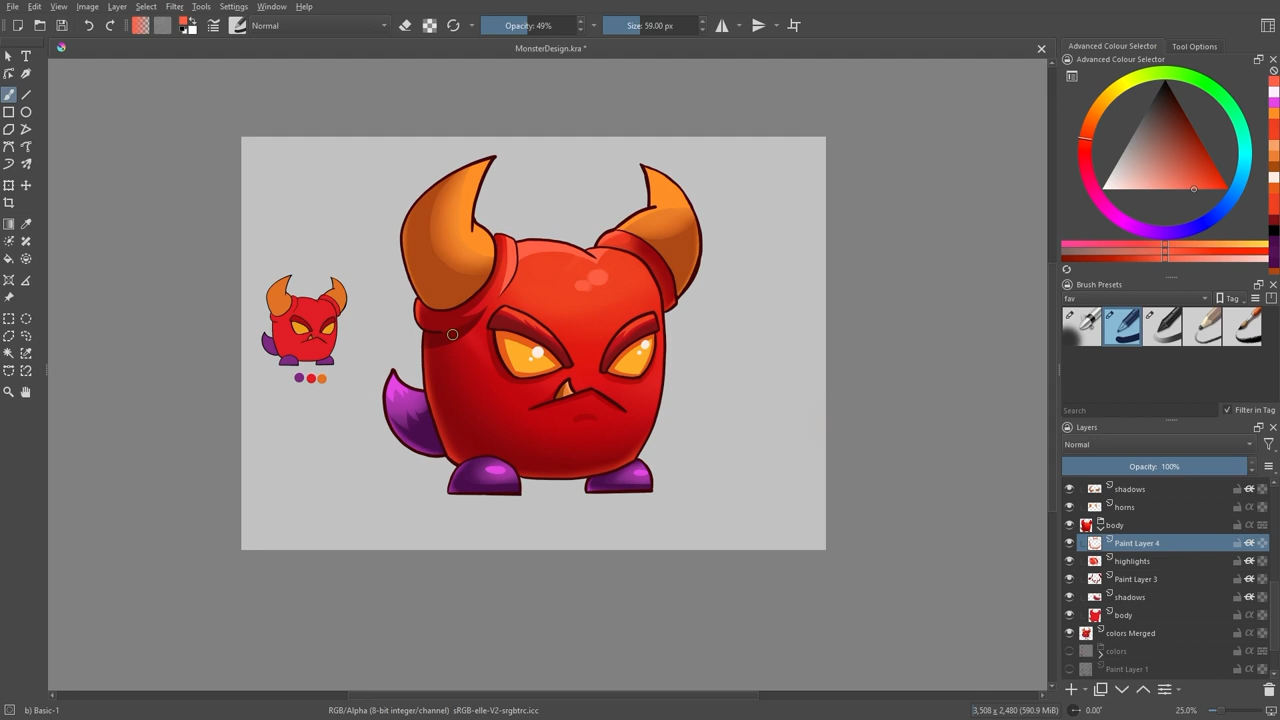 File Edit View Image Layer Select Filter Tools Settings Window Help
Normal Opacity: 49% Size: 59.00 px
MonsterDesign.kra *
Advanced Colour Selector Tool Options
Advanced Colour Selector
Brush Presets
fav Tag
Search Filter in Tag
Layers
Normal
Opacity: 100%
shadows
horns
body
Paint Layer 4
highlights
Paint Layer 3
shadows
body
colors Merged
colors
Paint Layer 1
b) Basic-1 RGB/Alpha (8-bit integer/channel) sRGB-elle-V2-srgbtrc.icc 3,508 x 2,480 (590.9 MiB) 0.00° 25.0%